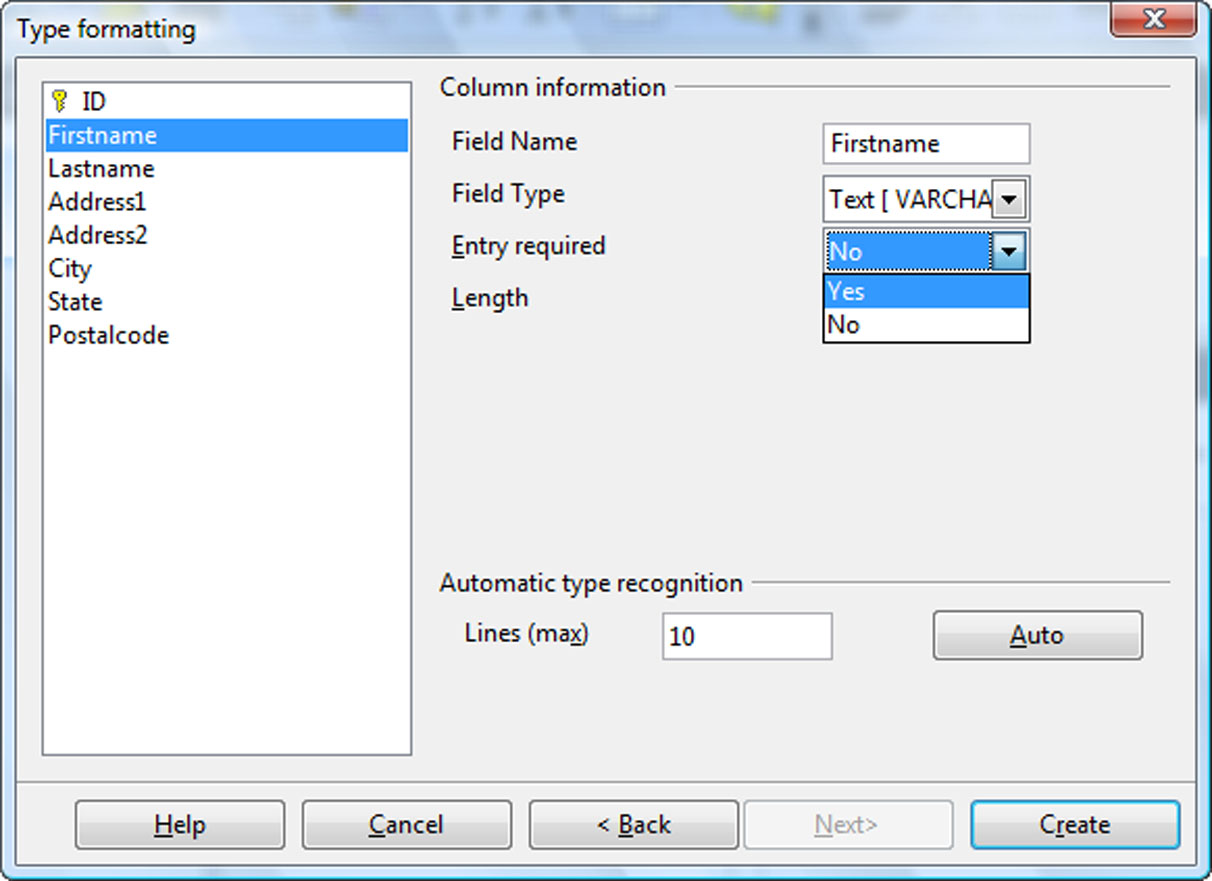 Type formatting
ID
Firstname
Lastname
Address1
Address2
City
State
Postalcode
Column information
Field Name
Firstname
Field Type
Text [ VARCHA
Entry required
No
Yes
No
Length
Automatic type recognition
Lines (max)
10
Auto
Help
Cancel
< Back
Next>
Create